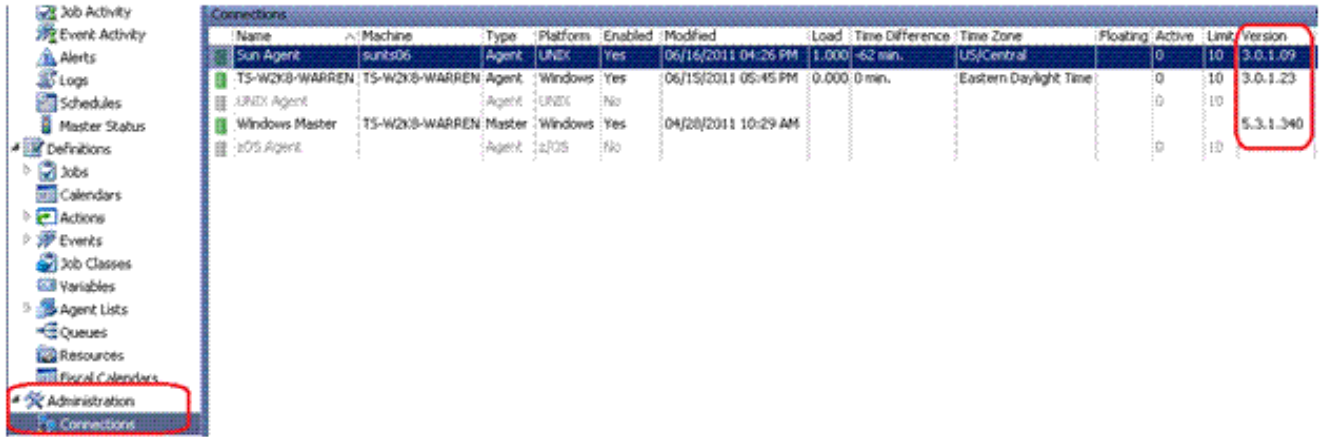 Job Activity
Event Activity
Alerts
Logs
Schedules
Master Status
Definitions
Jobs
Calendars
Actions
Events
Job Classes
Variables
Agent Lists
Queues
Resources
Fiscal Calendars
Administration
Connections
Connections
Name Machine Type Platform Enabled Modified Load Time Difference Time Zone Floating Active Limit Version
Sun Agent sunts06 Agent UNIX Yes 06/16/2011 04:26 PM 1.000 -62 min. US/Central 0 10 3.0.1.09
TS-W2K8-WARREN TS-W2K8-WARREN Agent Windows Yes 06/15/2011 05:45 PM 0.000 0 min. Eastern Daylight Time 0 10 3.0.1.23
UNIX Agent Agent UNIX No 0 10
Windows Master TS-W2K8-WARREN Master Windows Yes 04/28/2011 10:29 AM 5.3.1.340
zOS Agent Agent z/OS No 0 10